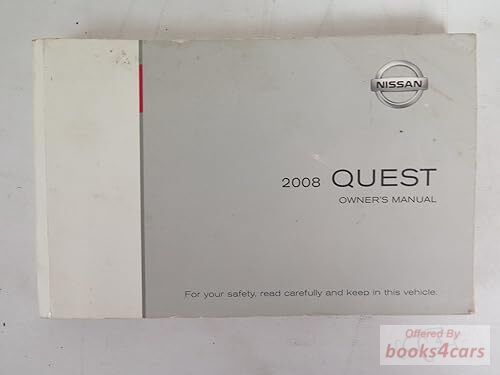 NISSAN
2008 QUEST
OWNER'S MANUAL
For your safety, read carefully and keep in this vehicle.
Offered By
books4cars